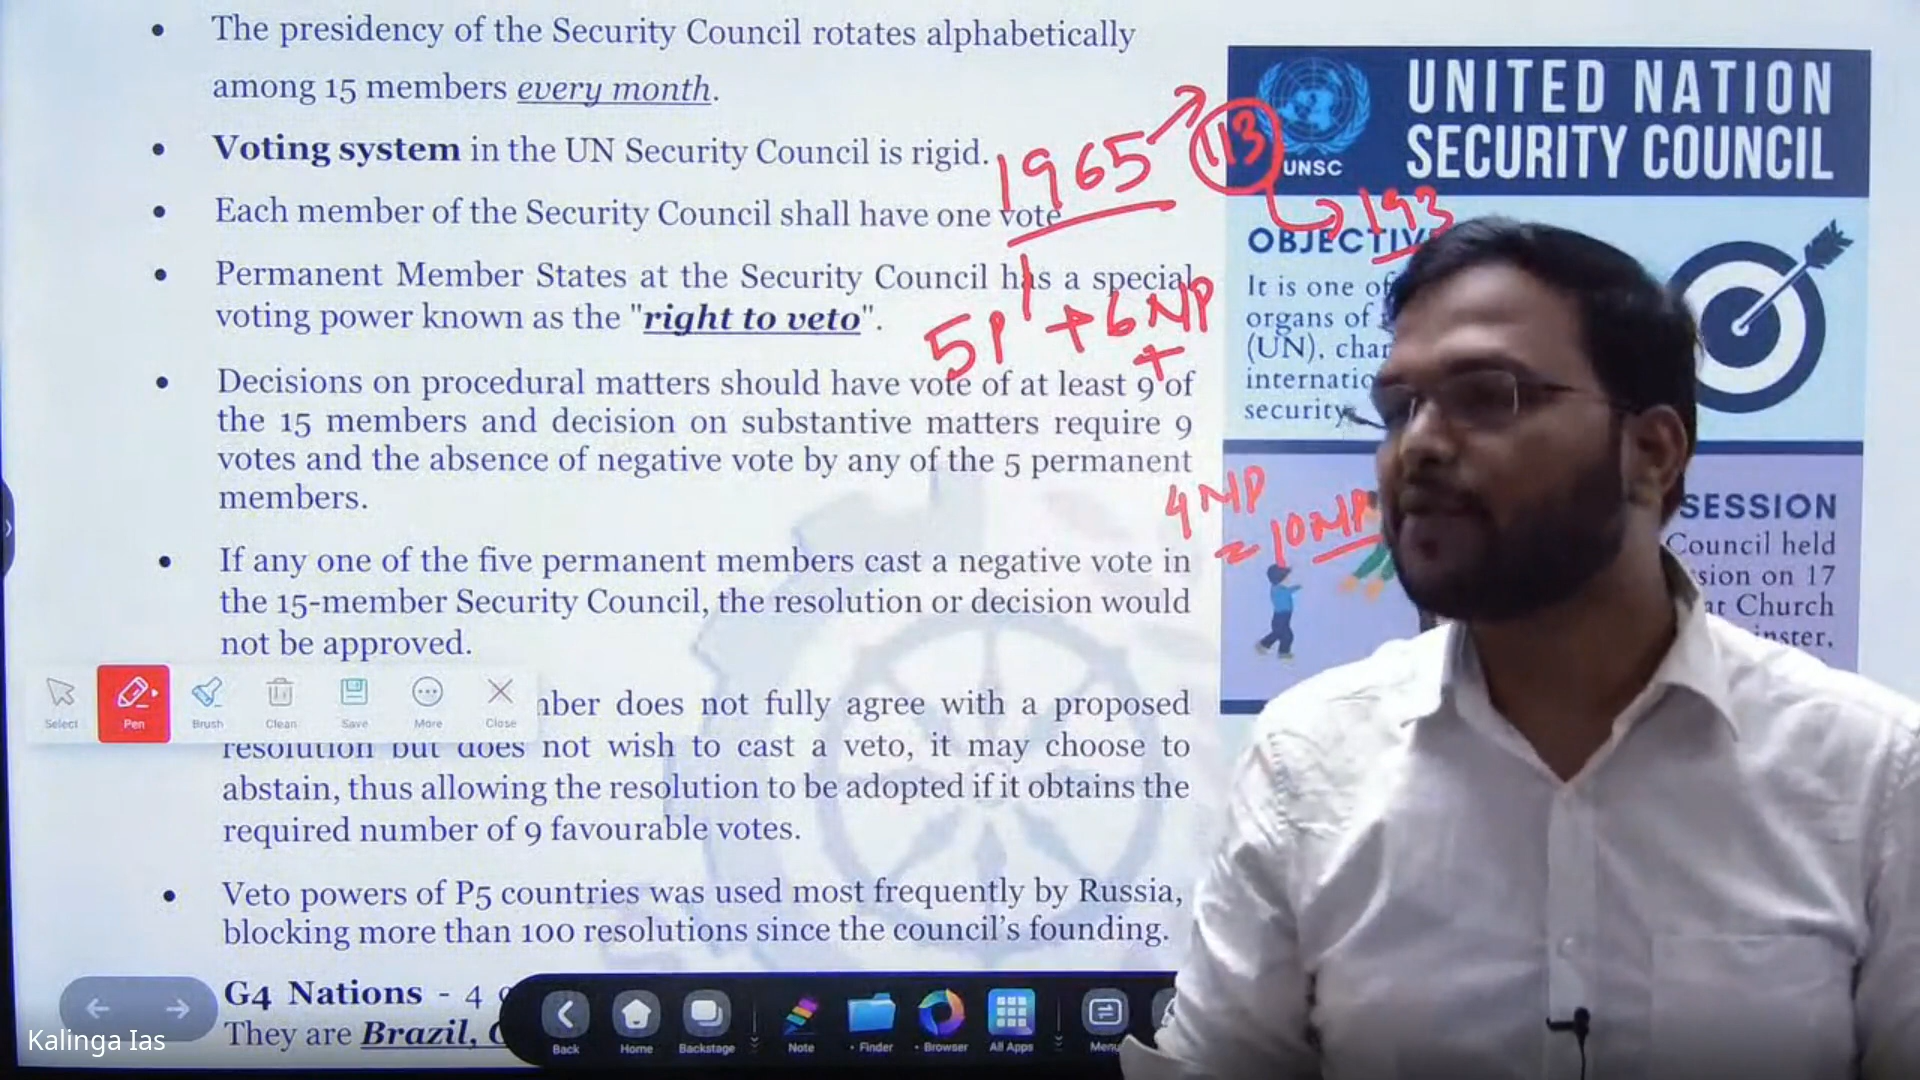 The presidency of the Security Council rotates alphabetically
among 15 members every month.
Voting system in the UN Security Council is rigid.
Each member of the Security Council shall have one vote
Permanent Member States at the Security Council has a special
voting power known as the "right to veto".
Decisions on procedural matters should have vote of at least 9 of
the 15 members and decision on substantive matters require 9
votes and the absence of negative vote by any of the 5 permanent
members.
If any one of the five permanent members cast a negative vote in
the 15-member Security Council, the resolution or decision would
not be approved.
does not fully agree with a proposed
resolution but does not wish to cast a veto, it may choose to
abstain, thus allowing the resolution to be adopted if it obtains the
required number of 9 favourable votes.
Veto powers of P5 countries was used most frequently by Russia,
blocking more than 100 resolutions since the council's founding.
G4 Nations - 4
They are Brazil,
1965
113
193
5P + 6NP
+
4NP
= 10NP
UNITED NATION
SECURITY COUNCIL
UNSC
OBJECTIV
It is one of
organs of
(UN), char
internatio
security
SESSION
Council held
sion on 17
at Church
inster,
Select
Pen
Brush
Clean
Save
More
Close
Back
Home
Backstage
Note
Finder
Browser
All Apps
Menu
Kalinga Ias